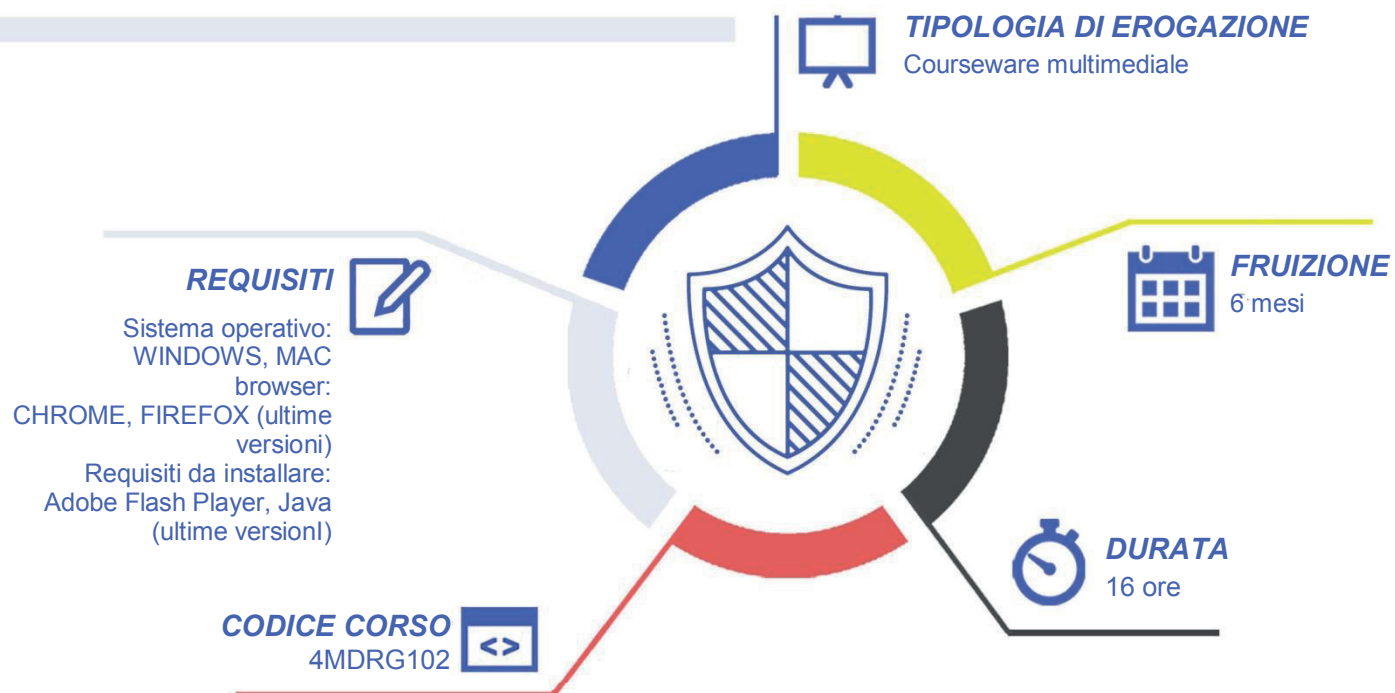 TIPOLOGIA DI EROGAZIONE
Courseware multimediale
REQUISITI
Sistema operativo:
WINDOWS, MAC
browser:
CHROME, FIREFOX (ultime
versioni)
Requisiti da installare:
Adobe Flash Player, Java
(ultime versionI)
FRUIZIONE
6 mesi
DURATA
16 ore
CODICE CORSO
4MDRG102
<>